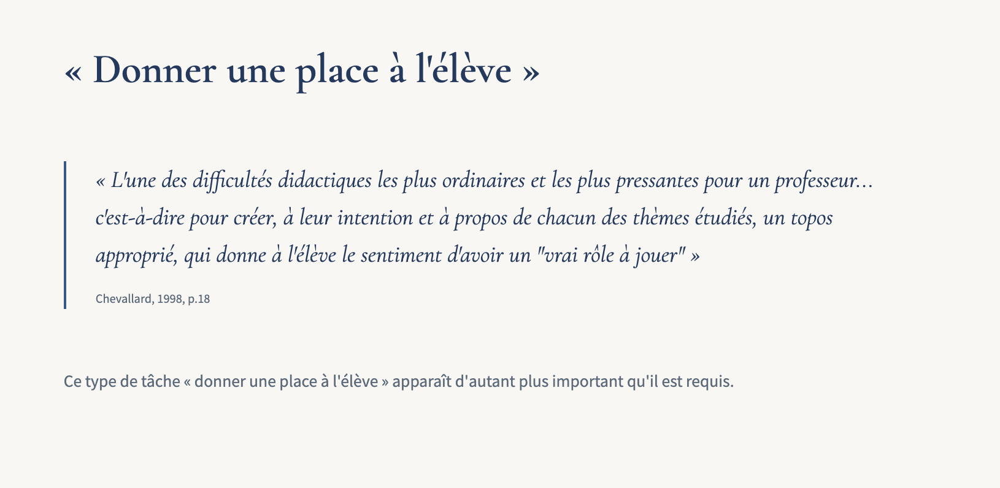 « Donner une place à l'élève »
« L'une des difficultés didactiques les plus ordinaires et les plus pressantes pour un professeur...
c'est-à-dire pour créer, à leur intention et à propos de chacun des thèmes étudiés, un topos
approprié, qui donne à l'élève le sentiment d'avoir un "vrai rôle à jouer" »
Chevallard, 1998, p.18
Ce type de tâche « donner une place à l'élève » apparaît d'autant plus important qu'il est requis.